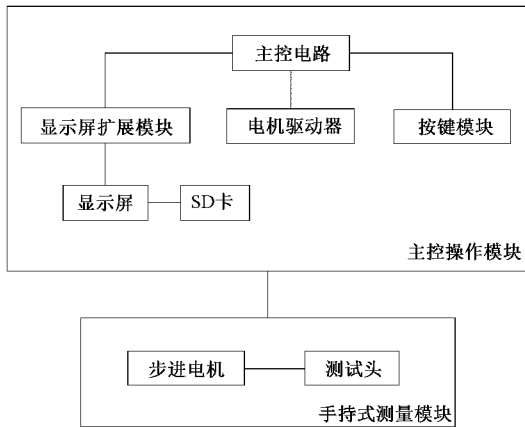 主控电路
显示屏扩展模块
电机驱动器
按键模块
显示屏
SD卡
主控操作模块
步进电机
测试头
手持式测量模块